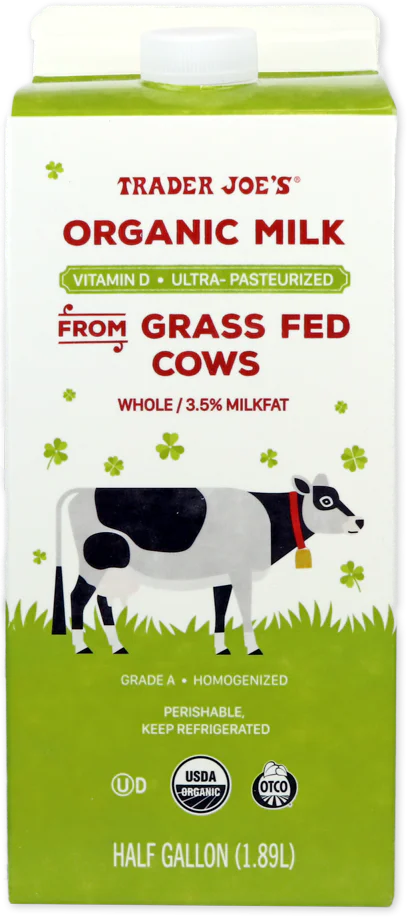 TRADER JOE'S®
ORGANIC MILK
VITAMIN D • ULTRA- PASTEURIZED
FROM GRASS FED
COWS
WHOLE / 3.5% MILKFAT
GRADE A • HOMOGENIZED
PERISHABLE,
KEEP REFRIGERATED
U D
USDA
ORGANIC
OTCO
HALF GALLON (1.89L)